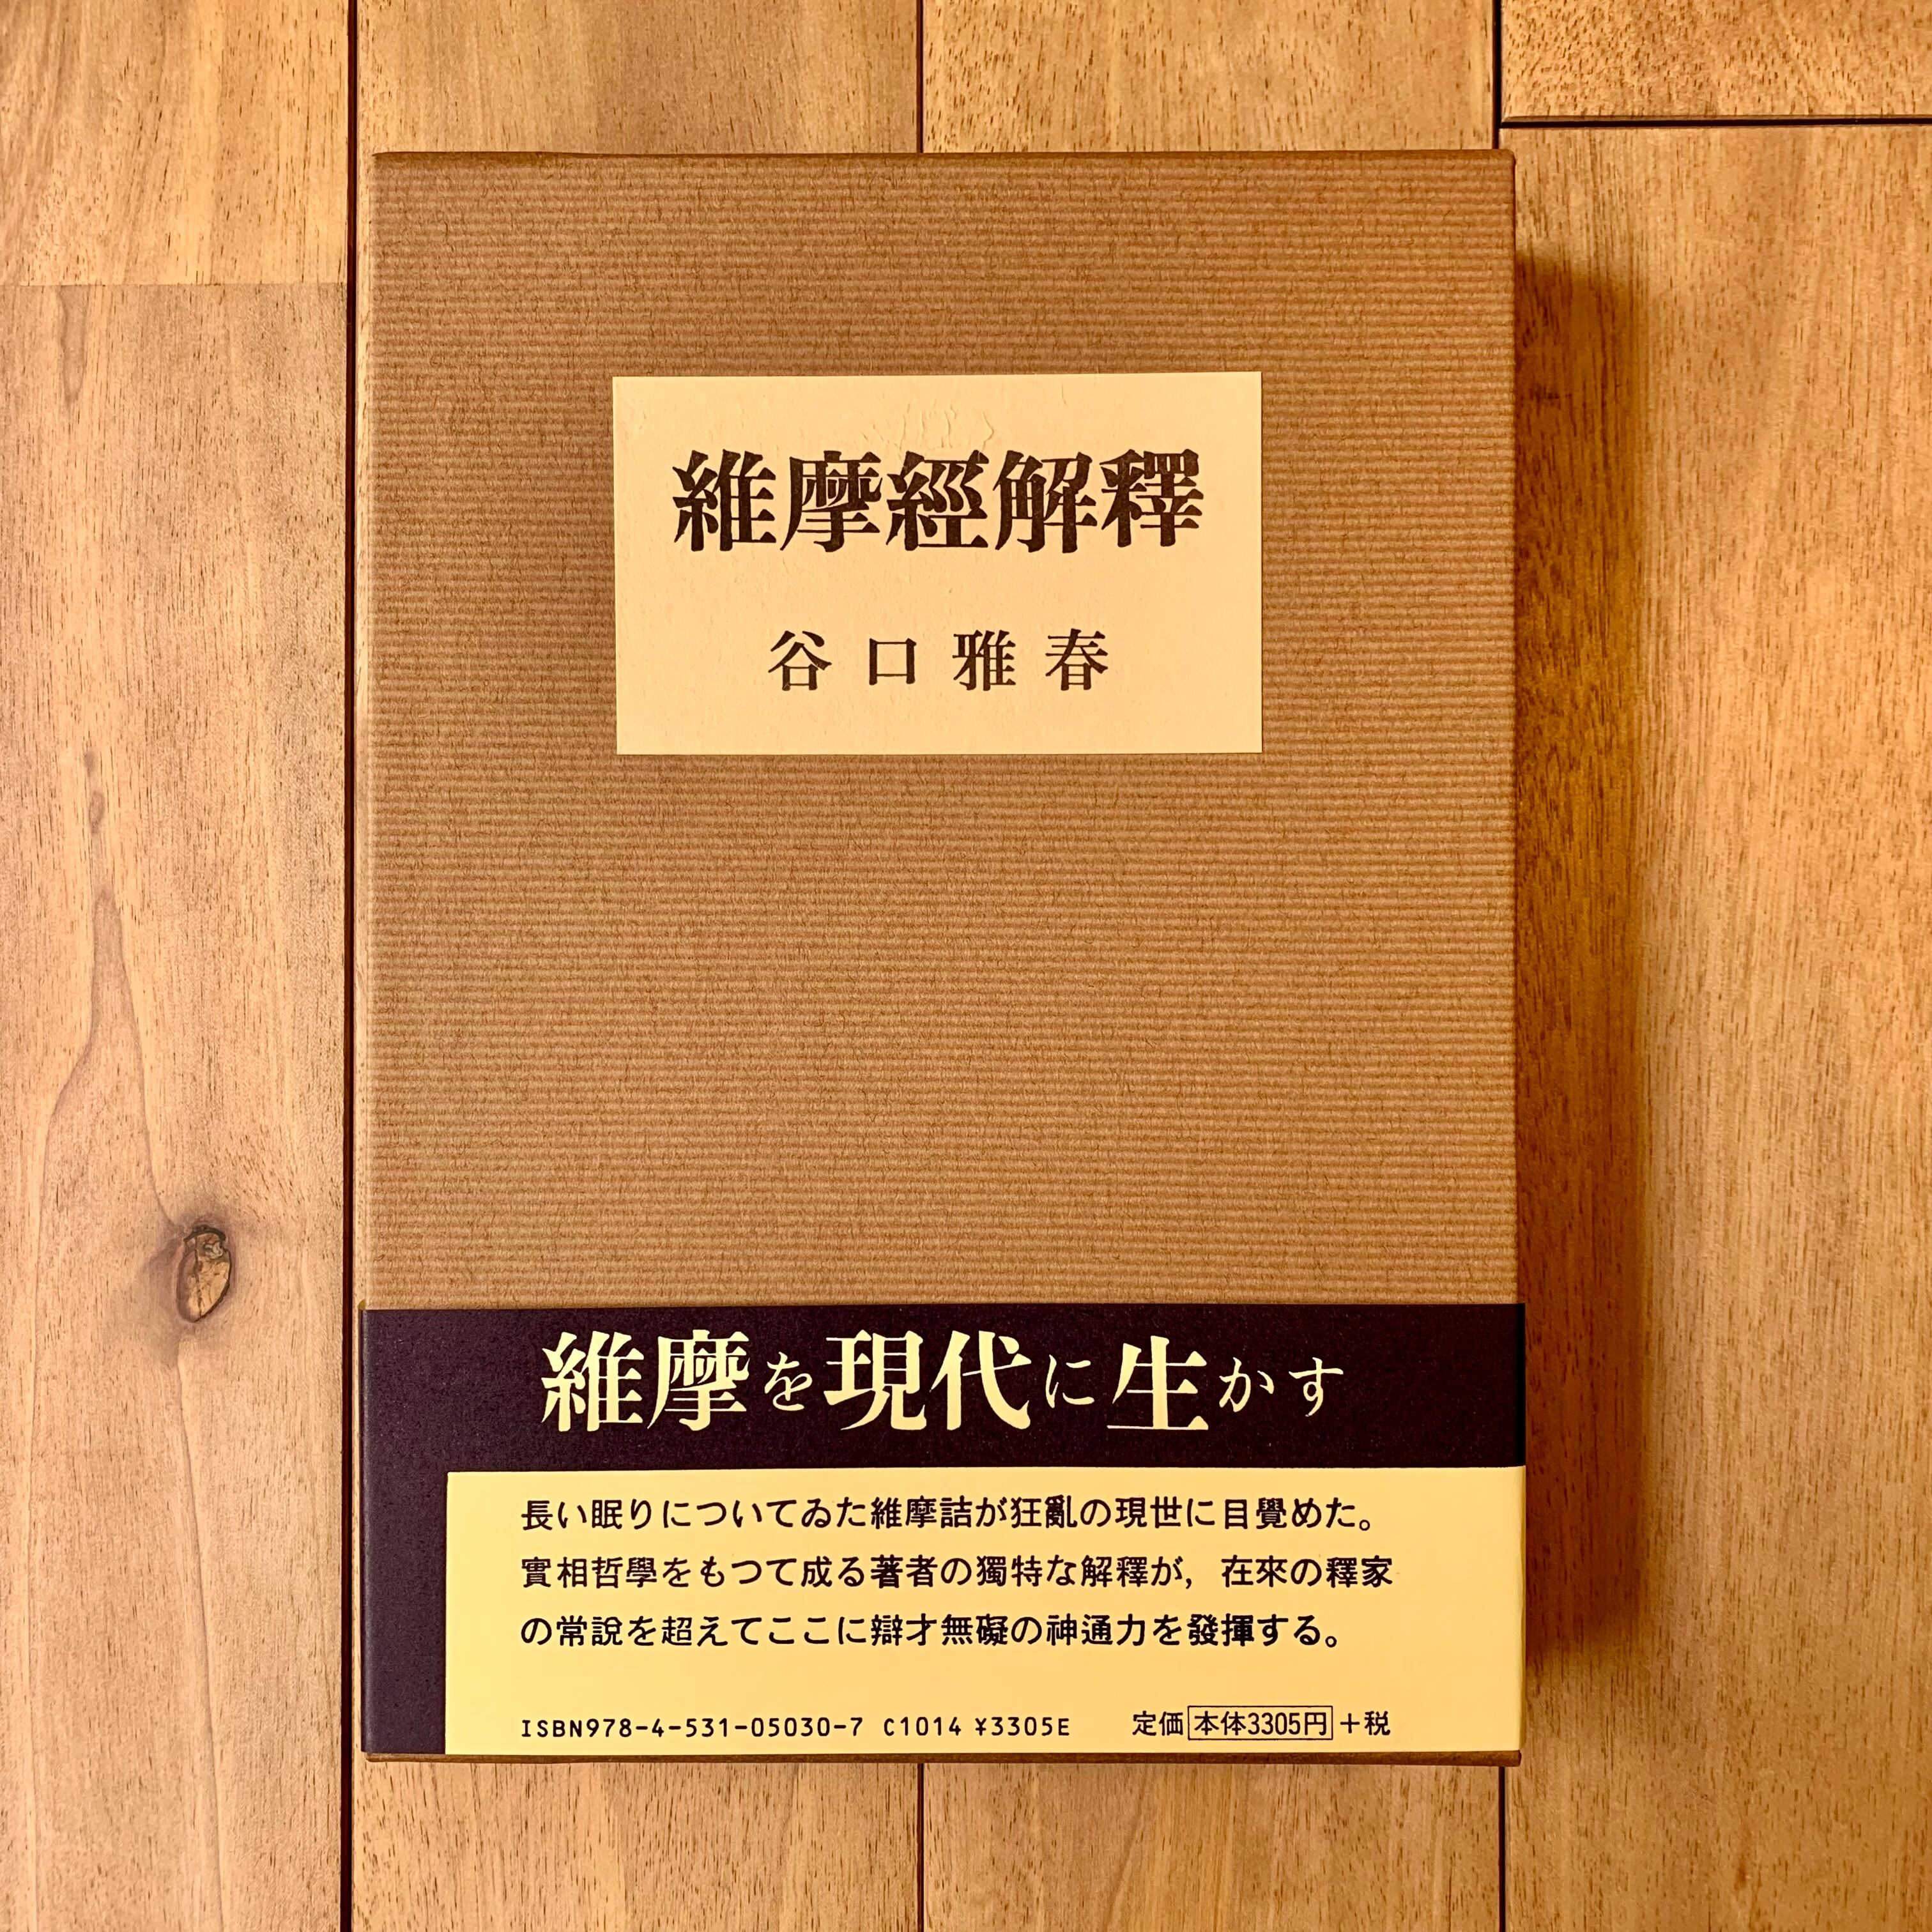 維摩經解釋
谷口雅春
維摩を現代に生かす
長い眠りについてゐた維摩詰が狂亂の現世に目覺めた。
實相哲學をもつて成る著者の獨特な解釋が，在來の釋家
の常說を超えてここに辯才無礙の神通力を發揮する。
ISBN978-4-531-05030-7 C1014 ¥3305E 定価本体3305円＋税